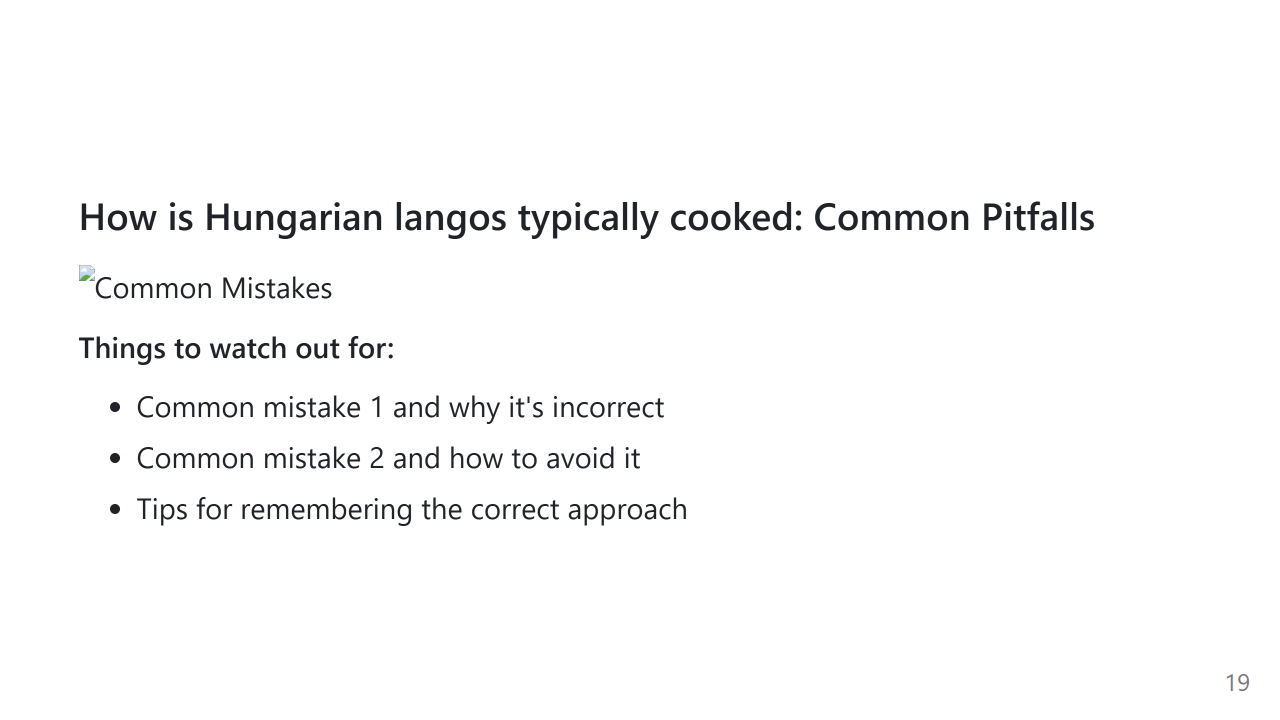 How is Hungarian langos typically cooked: Common Pitfalls
Common Mistakes
Things to watch out for:
Common mistake 1 and why it's incorrect
Common mistake 2 and how to avoid it
Tips for remembering the correct approach
19